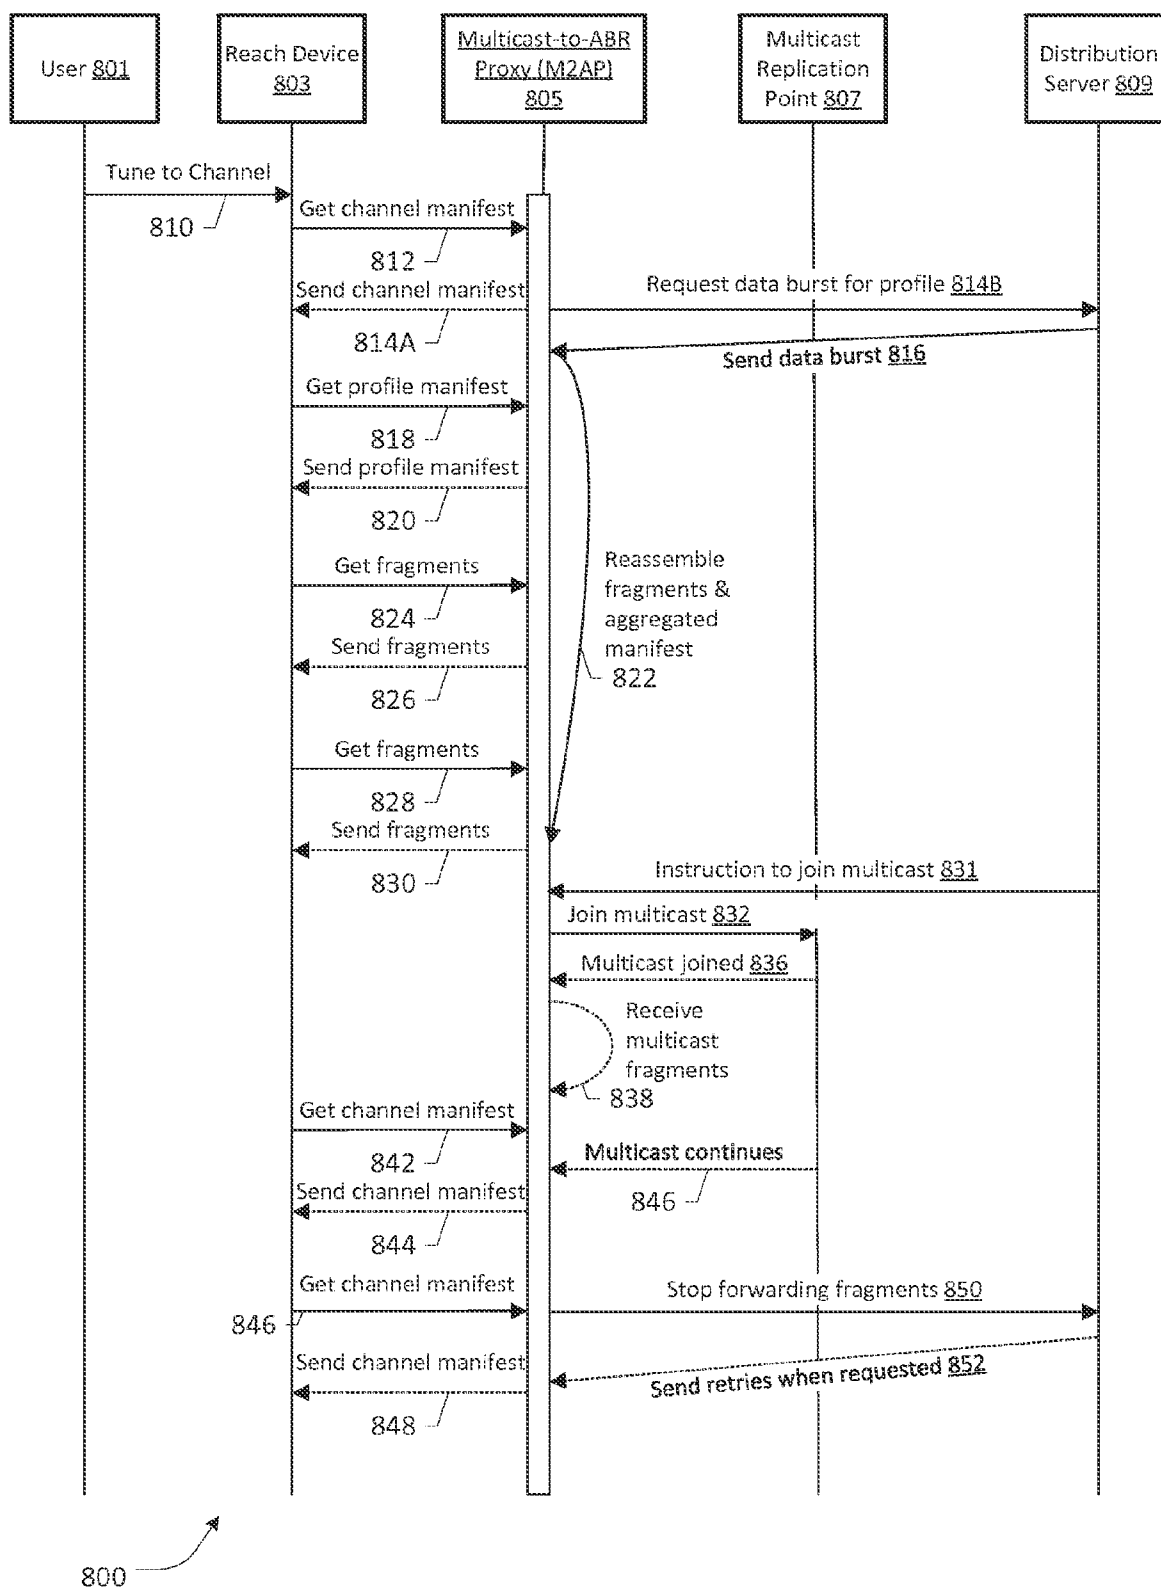 User 801
Reach Device
803
Multicast-to-ABR
Proxy (M2AP)
805
Multicast
Replication
Point 807
Distribution
Server 809
Tune to Channel
810
Get channel manifest
812
Send channel manifest
814A
Request data burst for profile 814B
Send data burst 816
Get profile manifest
818
Send profile manifest
820
Get fragments
824
Reassemble
fragments &
aggregated
manifest
822
Send fragments
826
Get fragments
828
Send fragments
830
Instruction to join multicast 831
Join multicast 832
Multicast joined 836
Receive
multicast
fragments
838
Get channel manifest
842
Multicast continues
846
Send channel manifest
844
Get channel manifest
846
Stop forwarding fragments 850
Send channel manifest
848
Send retries when requested 852
800